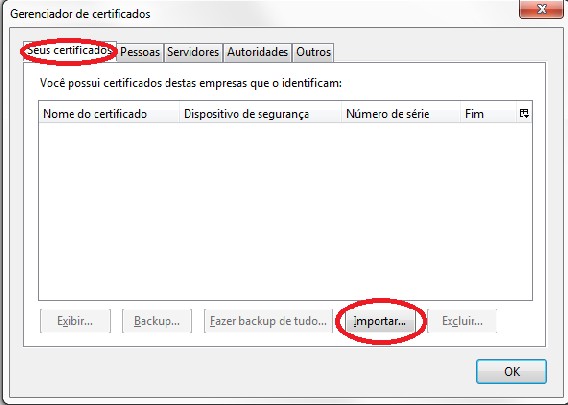 Gerenciador de certificados
Seus certificados Pessoas Servidores Autoridades Outros
Você possui certificados destas empresas que o identificam:
Nome do certificado Dispositivo de segurança Número de série Fim
Exibir... Backup... Fazer backup de tudo... Importar... Excluir...
OK